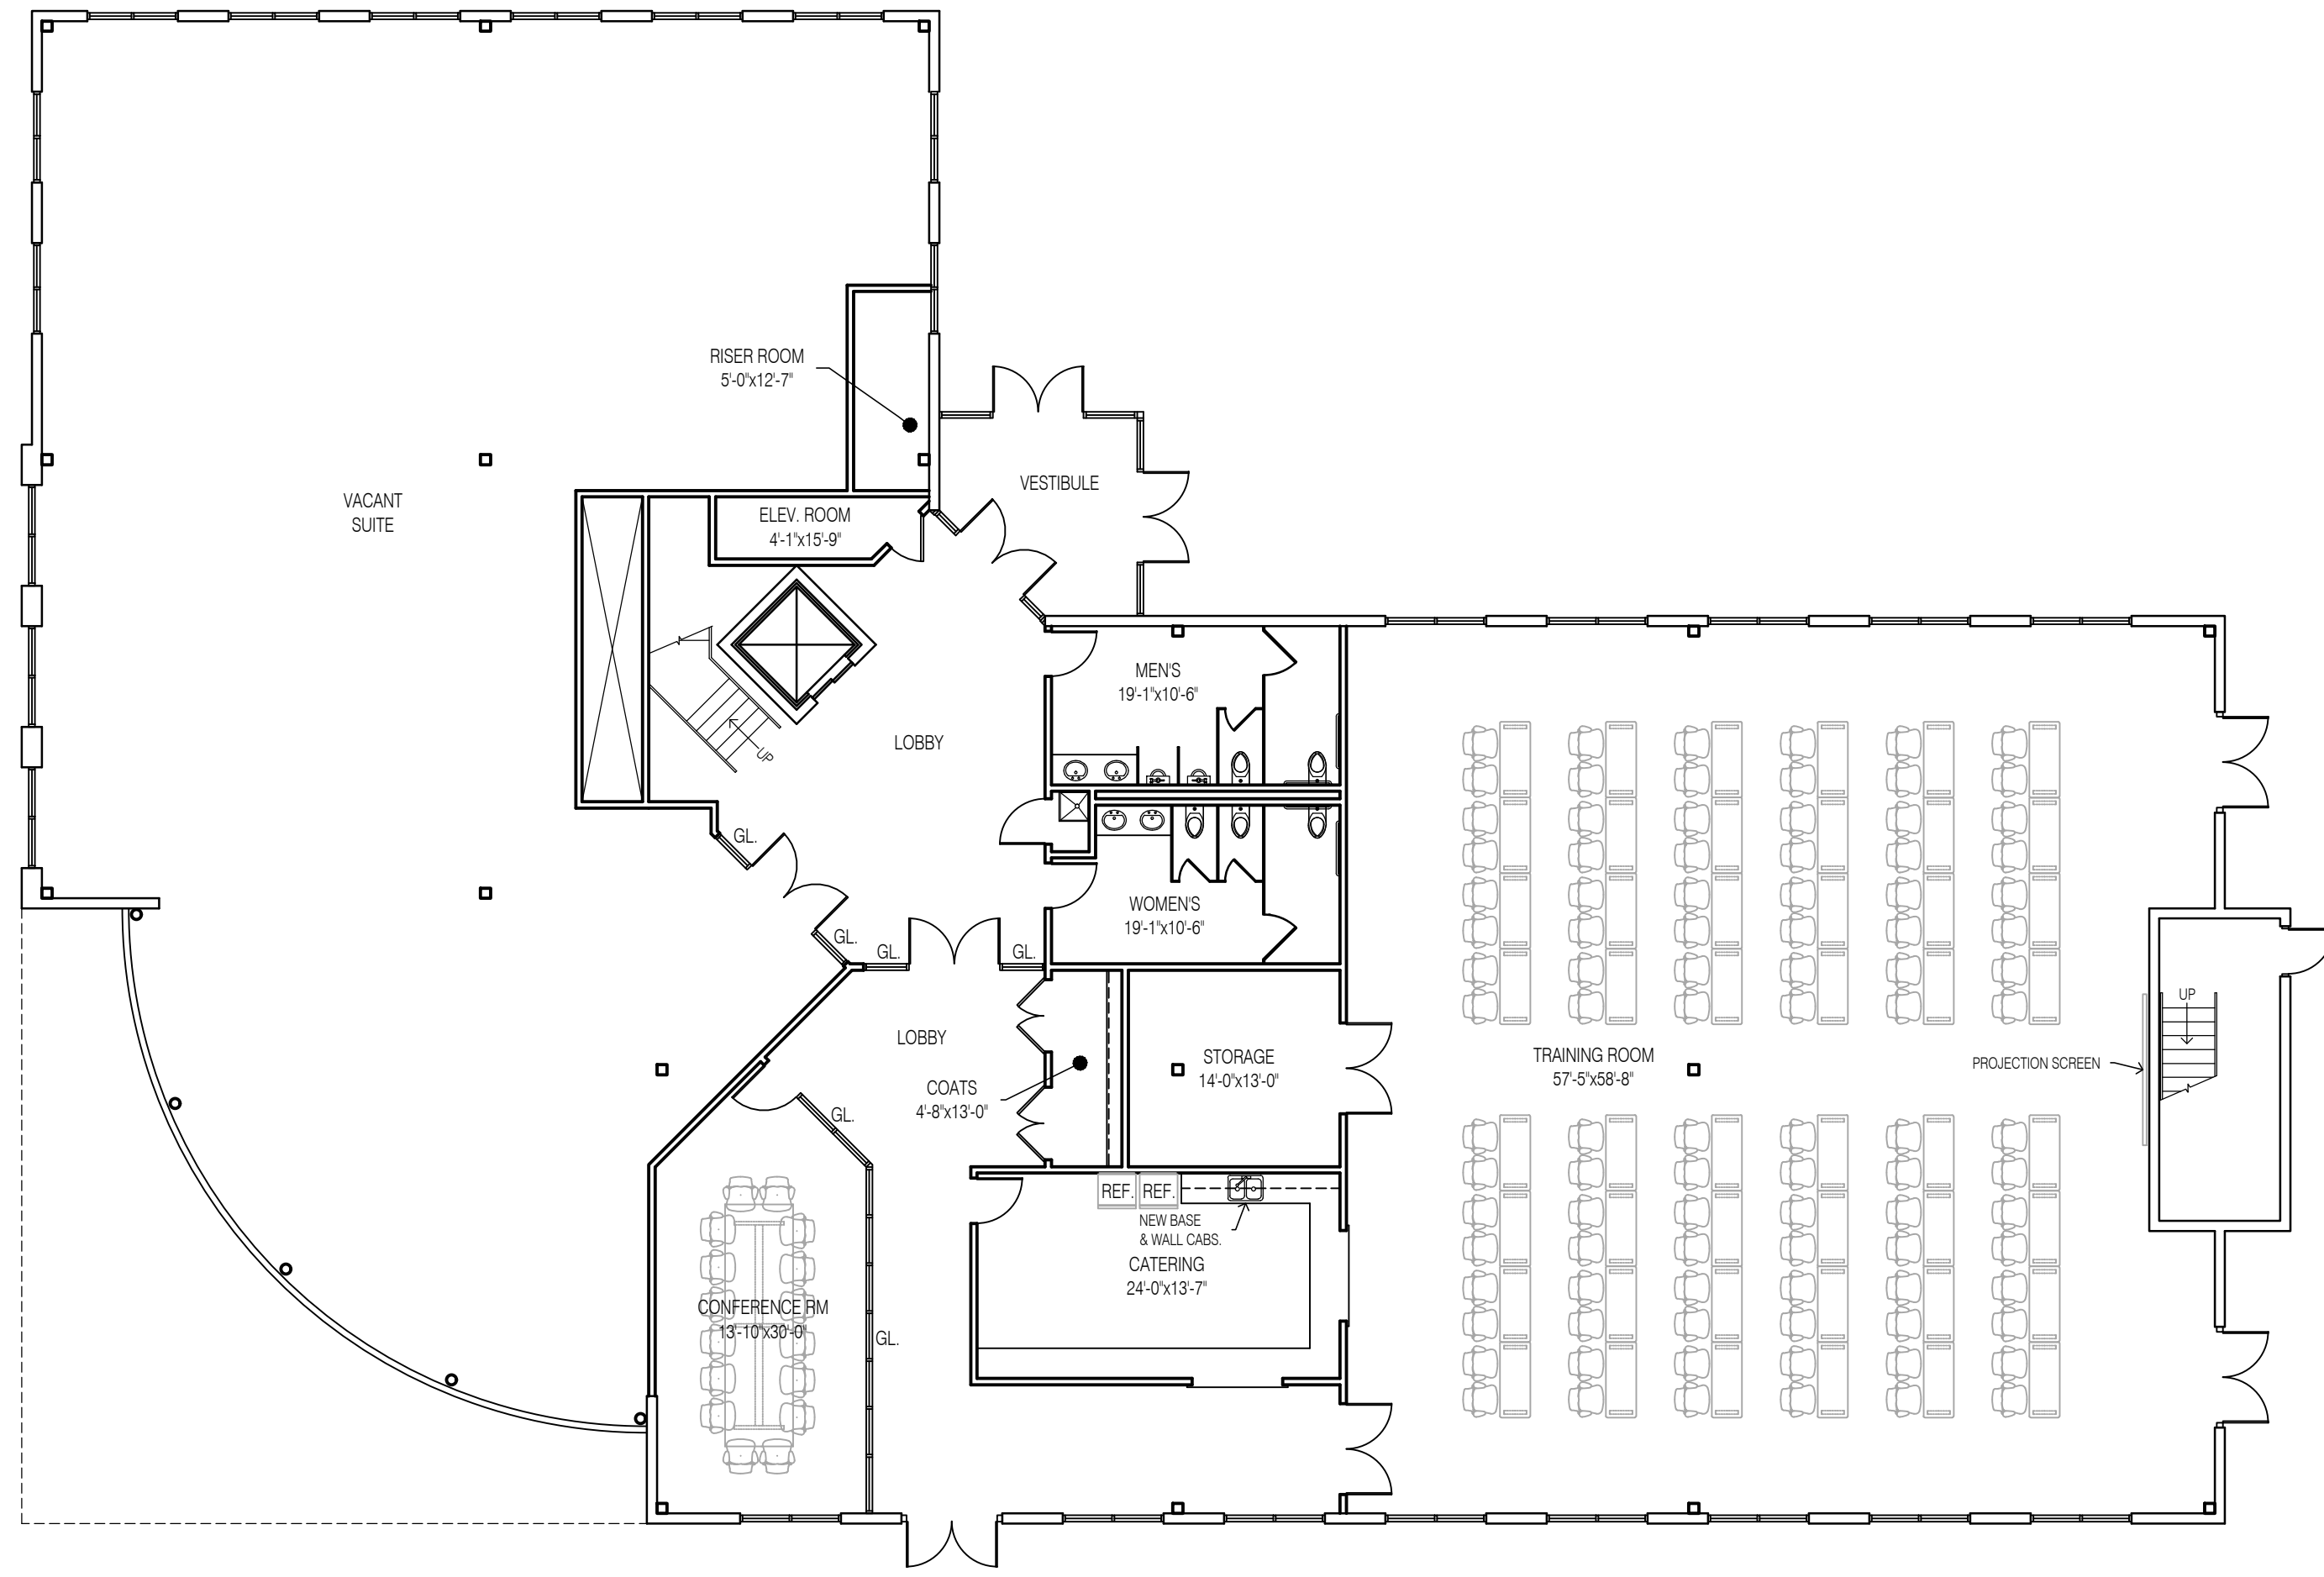 RISER ROOM
5'-0"x12'-7"
VESTIBULE
VACANT
SUITE
ELEV. ROOM
4'-1"x15'-9"
MEN'S
19'-1"x10'-6"
LOBBY
UP
GL.
WOMEN'S
19'-1"x10'-6"
GL.
GL.
GL.
UP
LOBBY
STORAGE
14'-0"x13'-0"
TRAINING ROOM
57'-5"x58'-8"
PROJECTION SCREEN
COATS
4'-8"x13'-0"
GL.
REF.
REF.
NEW BASE
& WALL CABS.
CATERING
24'-0"x13'-7"
CONFERENCE RM
13'-10"x30'-0"
GL.